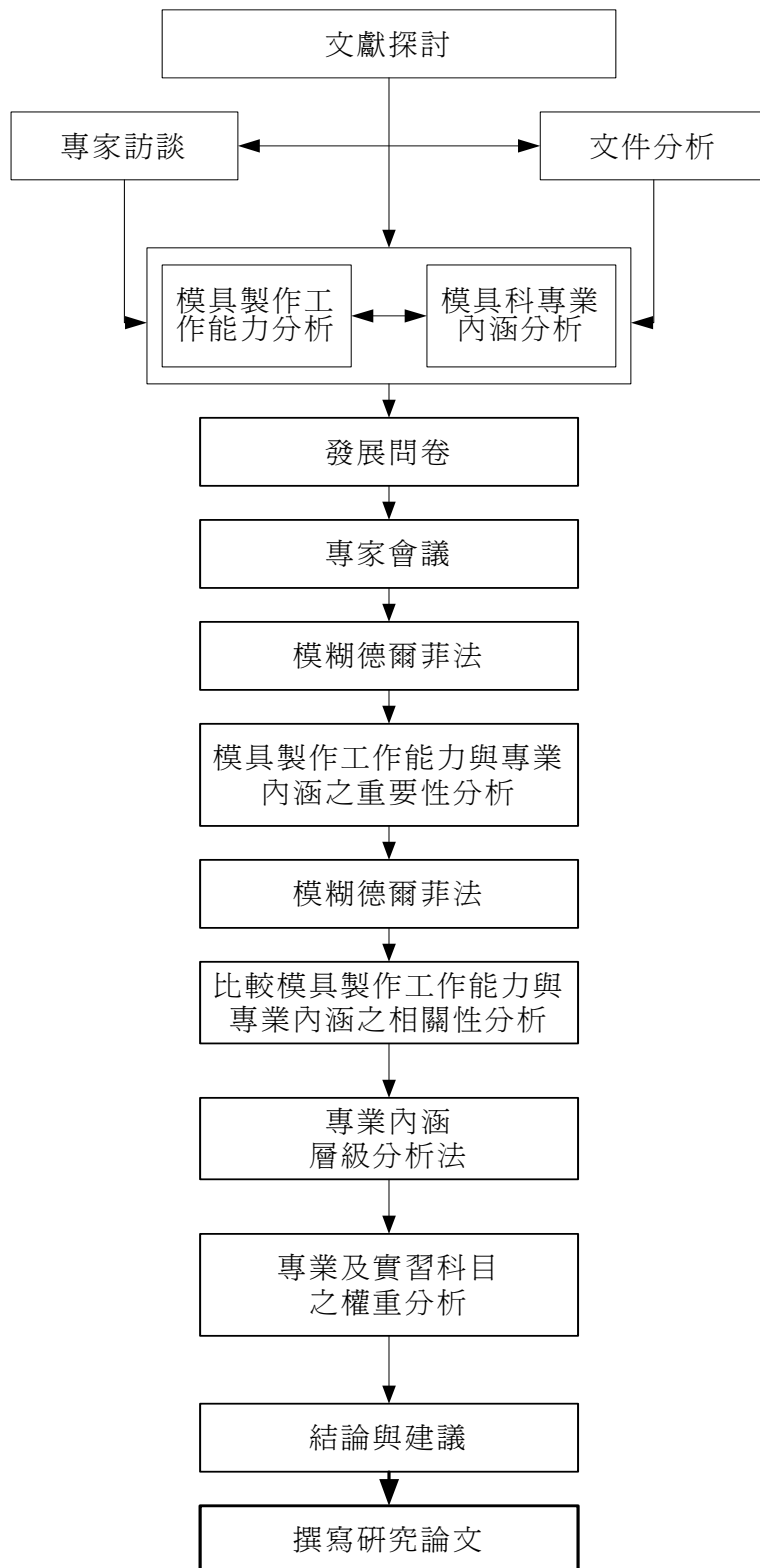 文獻探討
專家訪談
文件分析
模具製作工
作能力分析
模具科專業
內涵分析
發展問卷
專家會議
模糊德爾菲法
模具製作工作能力與專業
內涵之重要性分析
模糊德爾菲法
比較模具製作工作能力與
專業內涵之相關性分析
專業內涵
層級分析法
專業及實習科目
之權重分析
結論與建議
撰寫研究論文